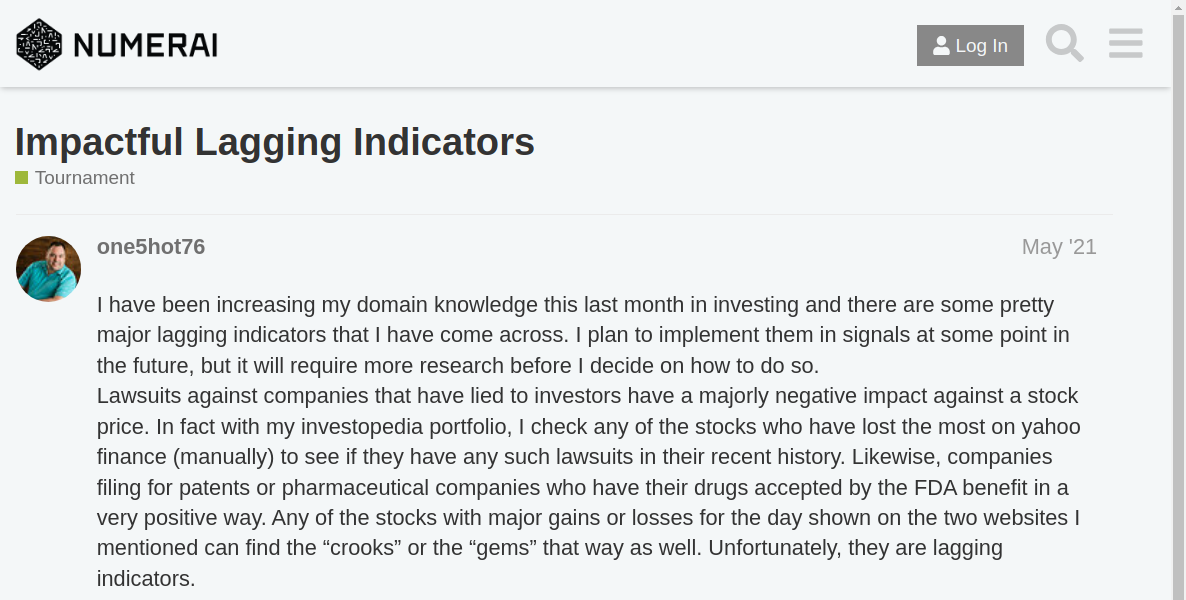 NUMERAI
Log In
Impactful Lagging Indicators
Tournament
one5hot76
May '21
I have been increasing my domain knowledge this last month in investing and there are some pretty
major lagging indicators that I have come across. I plan to implement them in signals at some point in
the future, but it will require more research before I decide on how to do so.
Lawsuits against companies that have lied to investors have a majorly negative impact against a stock
price. In fact with my investopedia portfolio, I check any of the stocks who have lost the most on yahoo
finance (manually) to see if they have any such lawsuits in their recent history. Likewise, companies
filing for patents or pharmaceutical companies who have their drugs accepted by the FDA benefit in a
very positive way. Any of the stocks with major gains or losses for the day shown on the two websites I
mentioned can find the “crooks” or the “gems” that way as well. Unfortunately, they are lagging
indicators.